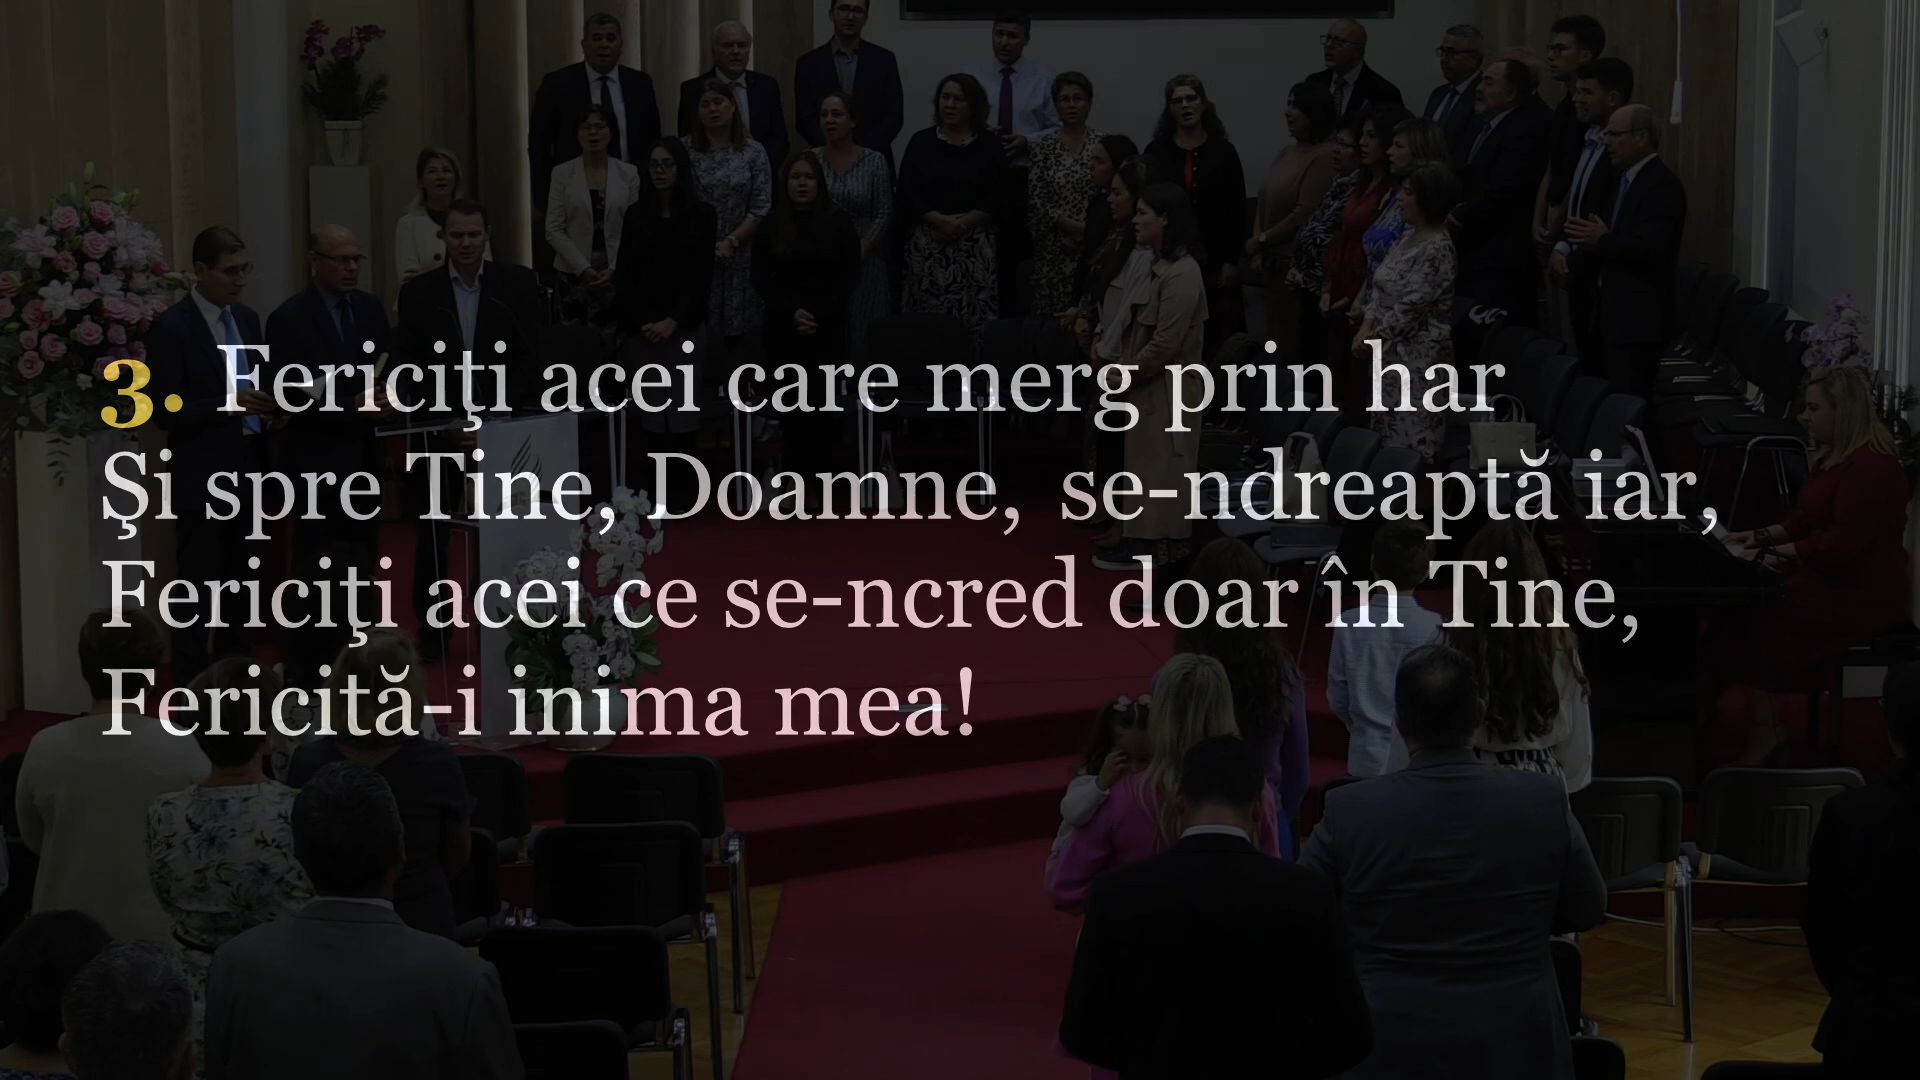 3. Fericiţi acei care merg prin har
Şi spre Tine, Doamne, se-ndreaptă iar,
Fericiţi acei ce se-ncred doar în Tine,
Fericită-i inima mea!